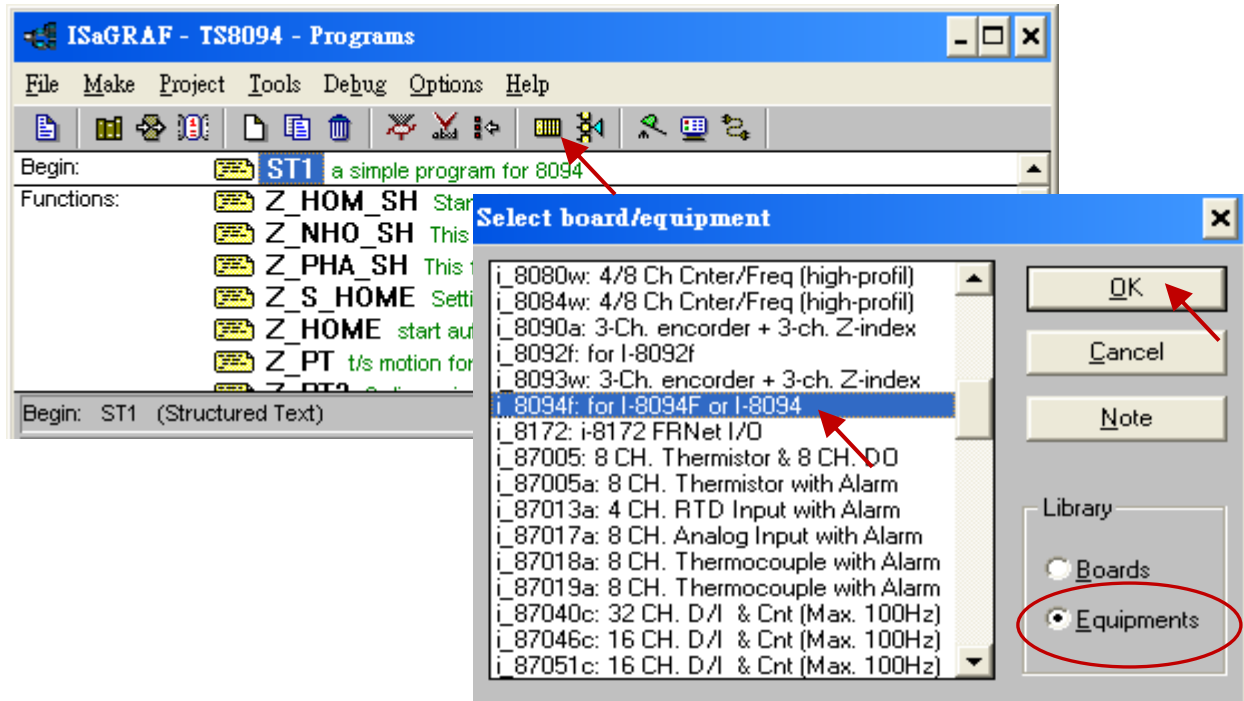 ISaGRAF - TS8094 - Programs
File Make Project Tools Debug Options Help
Begin: ST1 a simple program for 8094
Functions: Z_HOM_SH Star
Z_NHO_SH This
Z_PHA_SH This
Z_S_HOME Setti
Z_HOME start aut
Z_PT t/s motion for
Begin: ST1 (Structured Text)
Select board/equipment
i_8080w: 4/8 Ch Cnter/Freq (high-profil)
i_8084w: 4/8 Ch Cnter/Freq (high-profil)
i_8090a: 3-Ch. encorder + 3-ch. Z-index
i_8092f: for I-8092f
i_8093w: 3-Ch. encorder + 3-ch. Z-index
i_8094f: for I-8094F or I-8094
i_8172: i-8172 FRNet I/O
i_87005: 8 CH. Thermistor & 8 CH. DO
i_87005a: 8 CH. Thermistor with Alarm
i_87013a: 4 CH. RTD Input with Alarm
i_87017a: 8 CH. Analog Input with Alarm
i_87018a: 8 CH. Thermocouple with Alarm
i_87019a: 8 CH. Thermocouple with Alarm
i_87040c: 32 CH. D/I & Cnt (Max. 100Hz)
i_87046c: 16 CH. D/I & Cnt (Max. 100Hz)
i_87051c: 16 CH. D/I & Cnt (Max. 100Hz)
OK
Cancel
Note
Library
Boards
Equipments